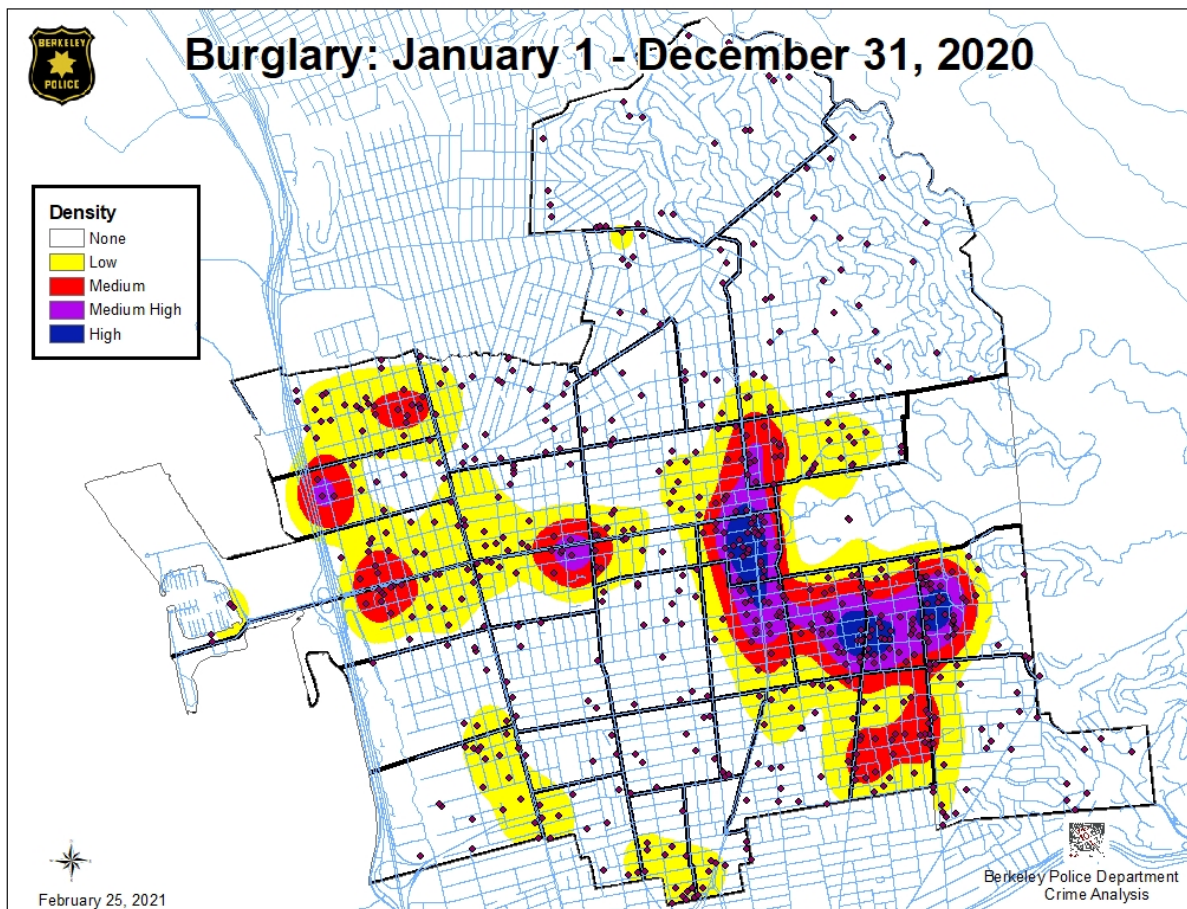 BERKELEY
POLICE
Burglary: January 1 - December 31, 2020
Density
None
Low
Medium
Medium High
High
February 25, 2021
Berkeley Police Department
Crime Analysis